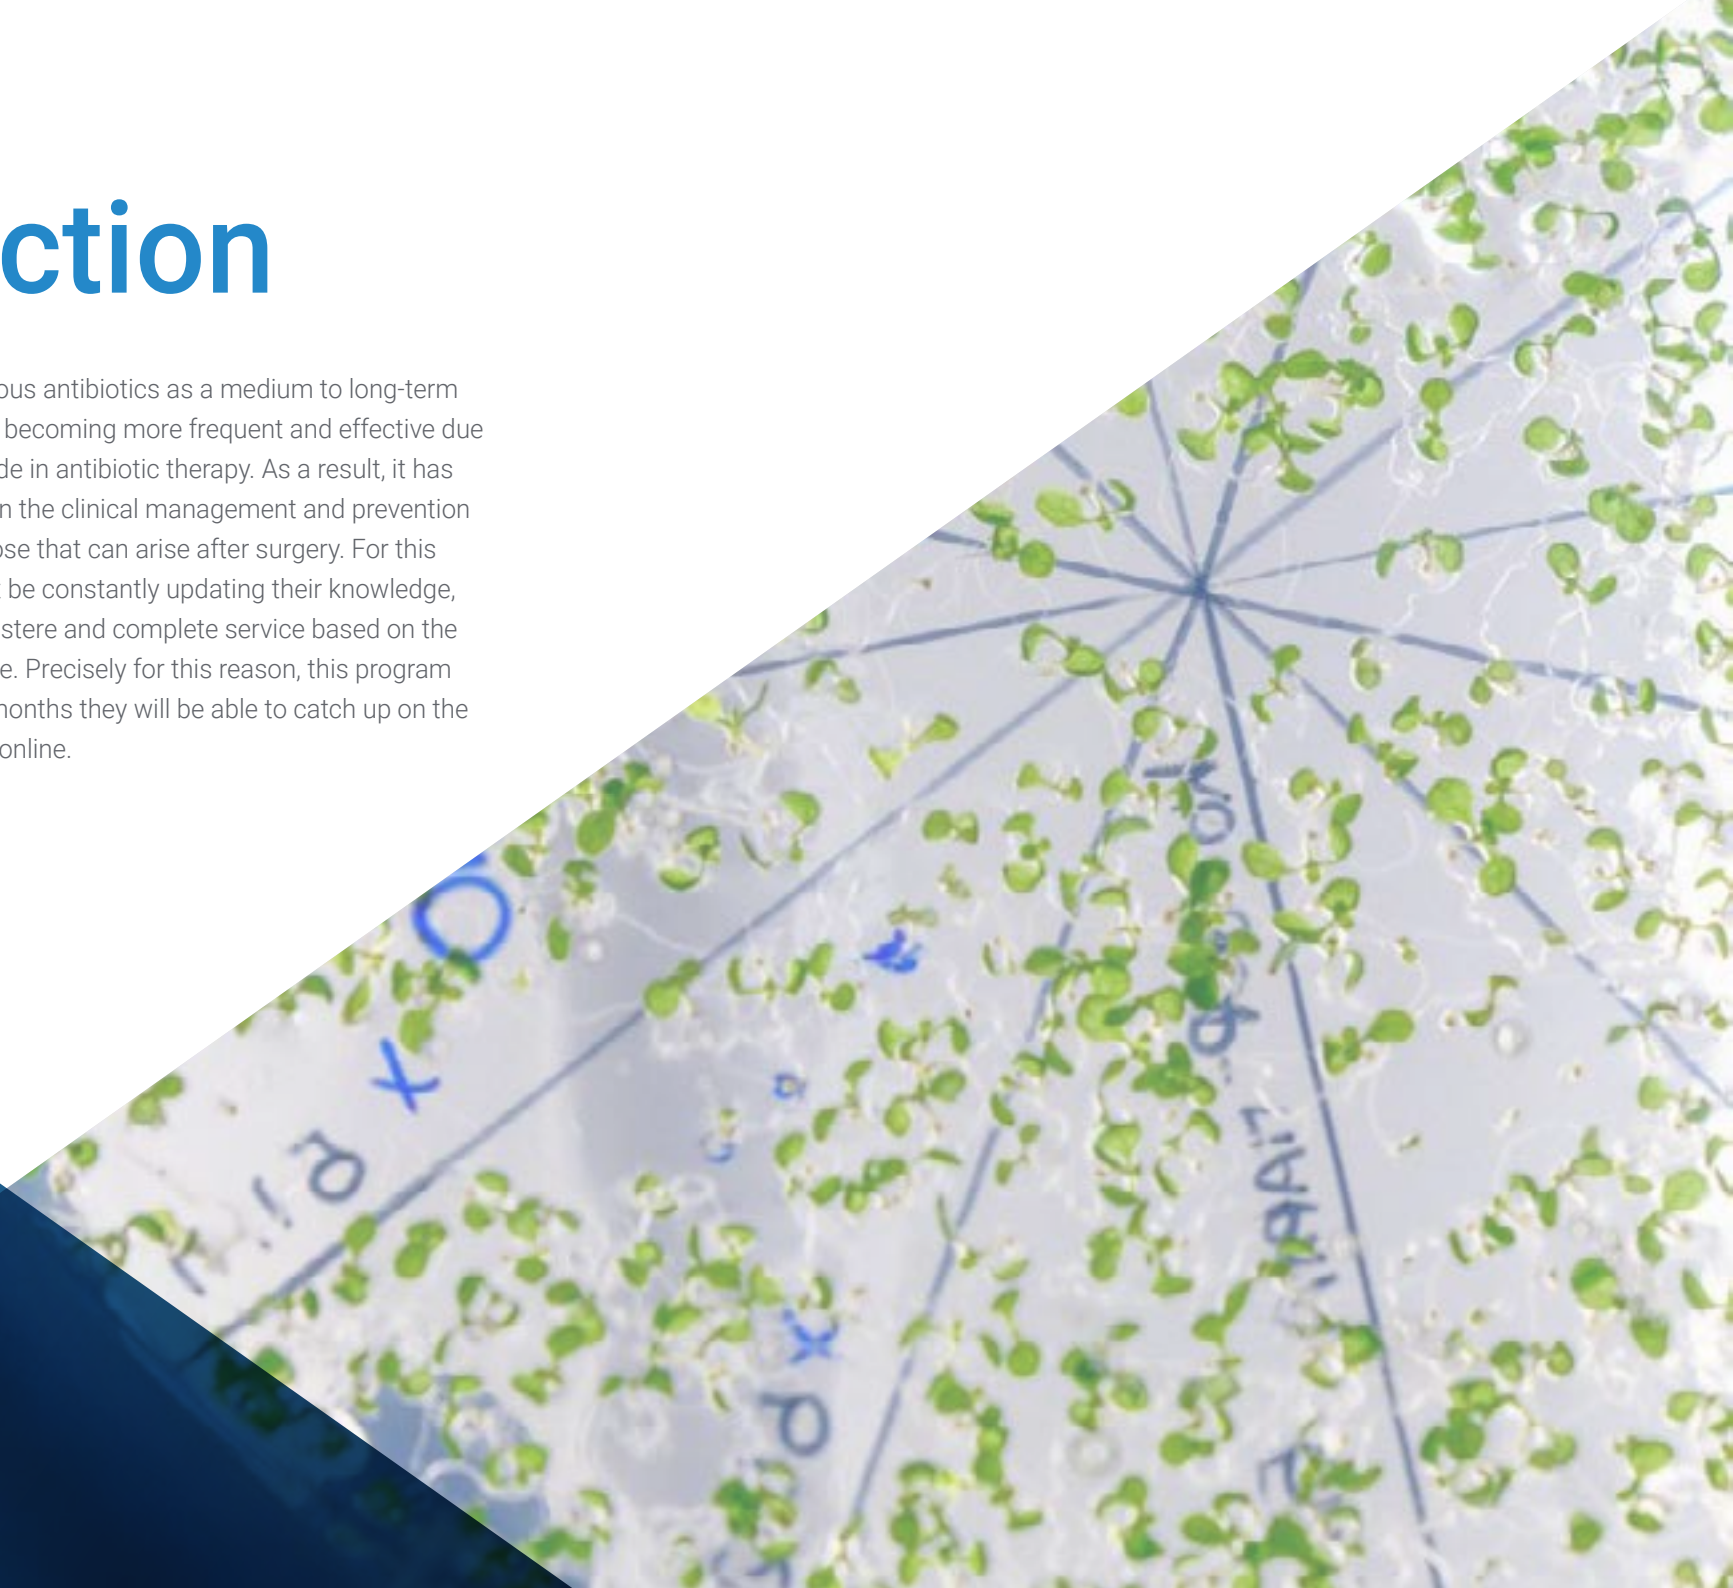 ction
ous antibiotics as a medium to long-term
becoming more frequent and effective due
de in antibiotic therapy. As a result, it has
n the clinical management and prevention
ose that can arise after surgery. For this
t be constantly updating their knowledge,
stere and complete service based on the
e. Precisely for this reason, this program
months they will be able to catch up on the
online.